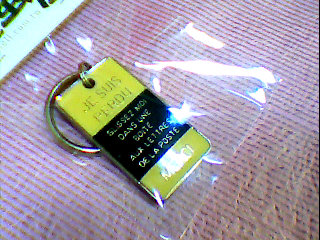 JE SUIS
PERDU
GLISSEZ MOI
DANS UNE
BOITE
AUX LETTRES
DE LA POSTE
MERCI